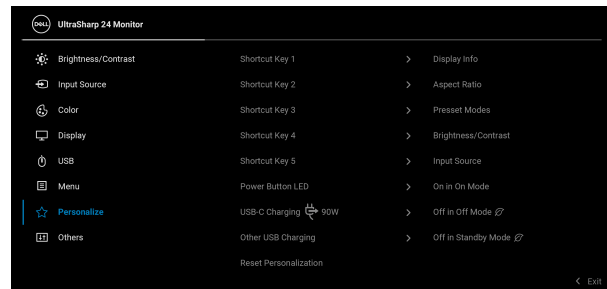 DELL UltraSharp 24 Monitor
Brightness/Contrast Shortcut Key 1 > Display Info
Input Source Shortcut Key 2 > Aspect Ratio
Color Shortcut Key 3 > Presset Modes
Display Shortcut Key 4 > Brightness/Contrast
USB Shortcut Key 5 > Input Source
Menu Power Button LED > On in On Mode
Personalize USB-C Charging 90W > Off in Off Mode
Others Other USB Charging > Off in Standby Mode
Reset Personalization
< Exit